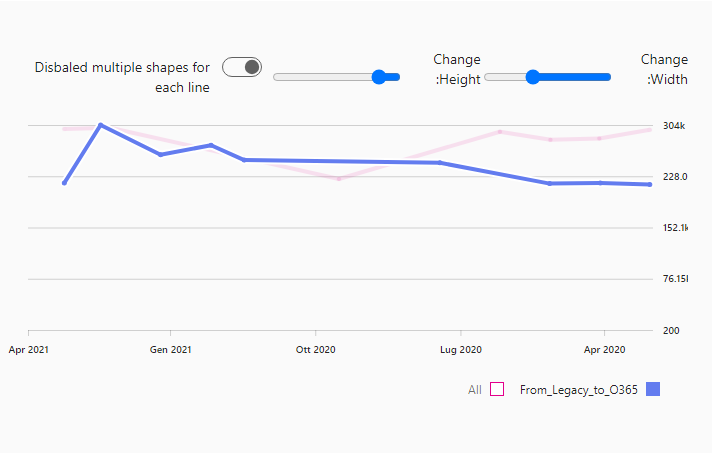 Disbaled multiple shapes for
each line
Change
:Height
Change
:Width
304k
228.0
152.1k
76.15k
200
Apr 2021
Gen 2021
Ott 2020
Lug 2020
Apr 2020
All
From_Legacy_to_O365